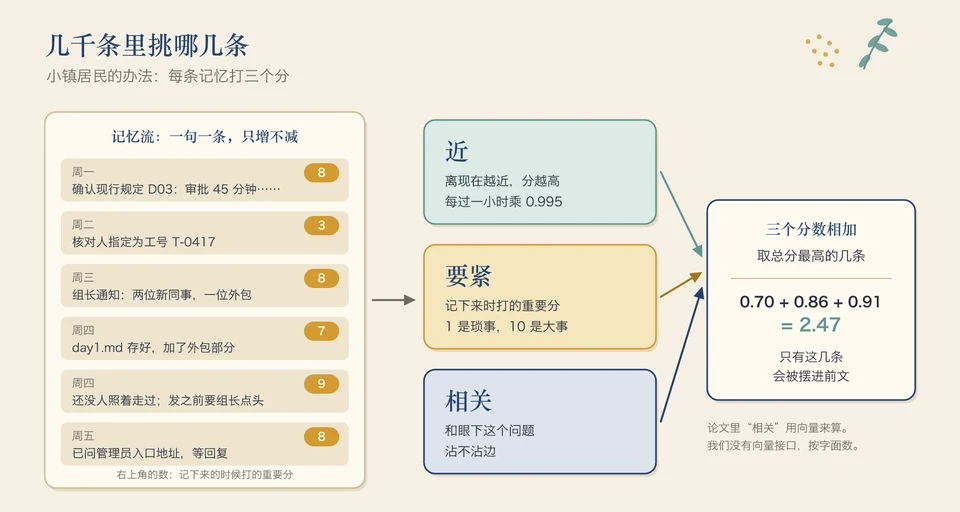 几千条里挑哪几条
小镇居民的办法：每条记忆打三个分
记忆流：一句一条，只增不减
周一
8
确认现行规定 D03：审批 45 分钟……
周二
3
核对人指定为工号 T-0417
周三
8
组长通知：两位新同事，一位外包
周四
7
day1.md 存好，加了外包部分
周四
9
还没人照着走过；发之前要组长点头
周五
8
已问管理员入口地址，等回复
右上角的数：记下来的时候打的重要分
近
离现在越近，分越高
每过一小时乘 0.995
要紧
记下来时打的重要分
1 是琐事，10 是大事
相关
和眼下这个问题
沾不沾边
三个分数相加
取总分最高的几条
0.70 + 0.86 + 0.91
= 2.47
只有这几条
会被摆进前文
论文里“相关”用向量来算。
我们没有向量接口，按字面数。